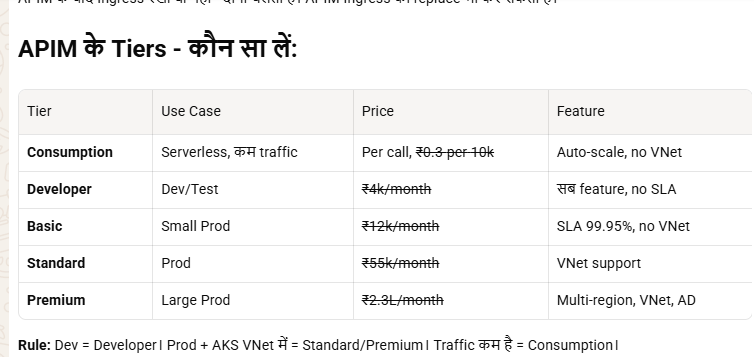 APIM के Tiers - कौन सा लें:
Tier Use Case Price Feature
Consumption Serverless, कम traffic Per call, ₹0.3 per 10k Auto-scale, no VNet
Developer Dev/Test ₹4k/month सब feature, no SLA
Basic Small Prod ₹12k/month SLA 99.95%, no VNet
Standard Prod ₹55k/month VNet support
Premium Large Prod ₹2.3L/month Multi-region, VNet, AD
Rule: Dev = Developer। Prod + AKS VNet में = Standard/Premium। Traffic कम है = Consumption।